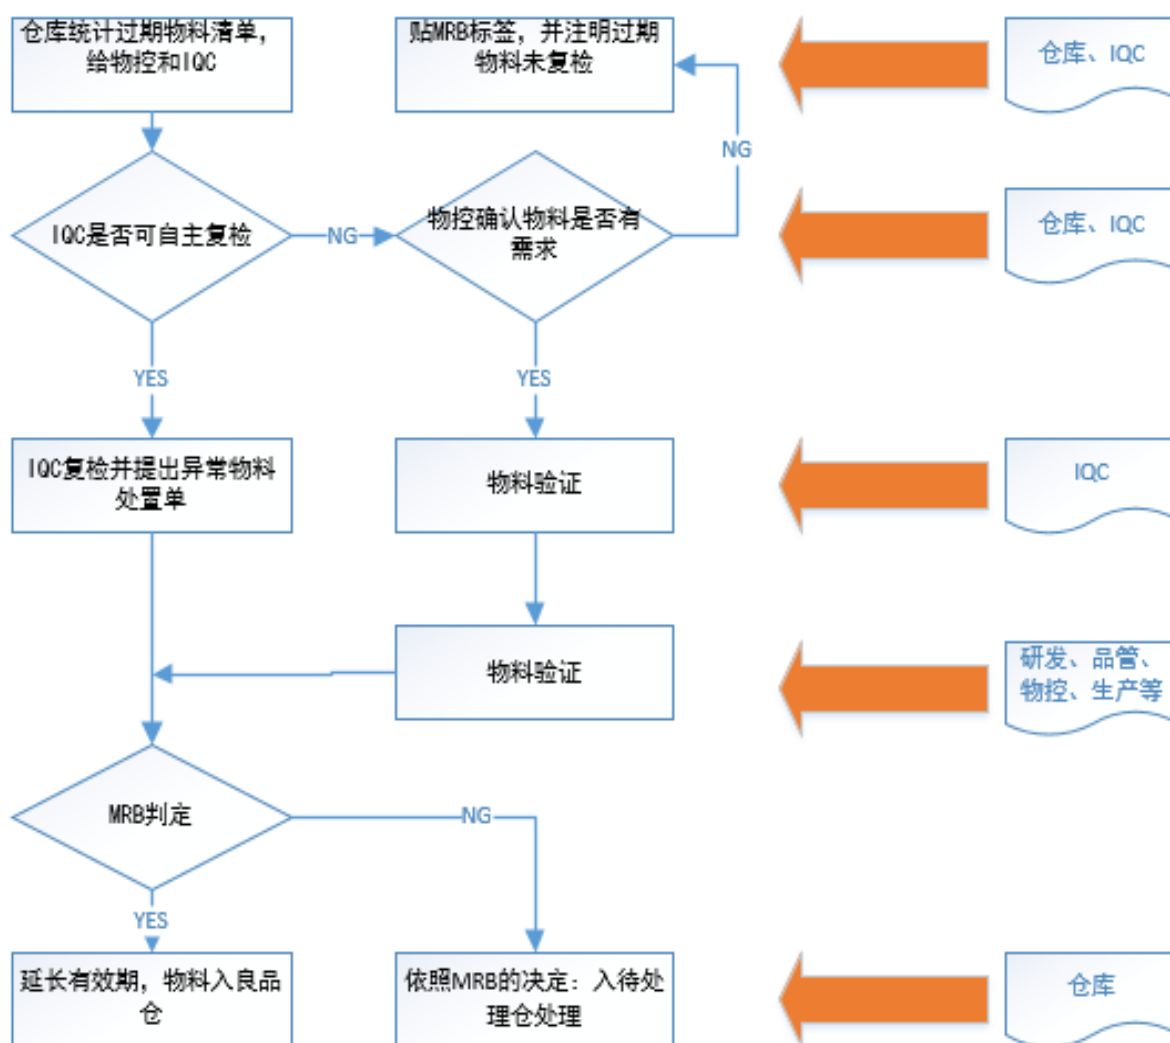 仓库统计过期物料清单，
给物控和IQC
贴MRB标签，并注明过期
物料未复检
仓库、IQC
NG
IQC是否可自主复检
NG
物控确认物料是否有
需求
仓库、IQC
YES
YES
IQC复检并提出异常物料
处置单
物料验证
IQC
物料验证
研发、品管、
物控、生产等
MRB判定
NG
YES
延长有效期，物料入良品
仓
依照MRB的决定：入待处
理仓处理
仓库